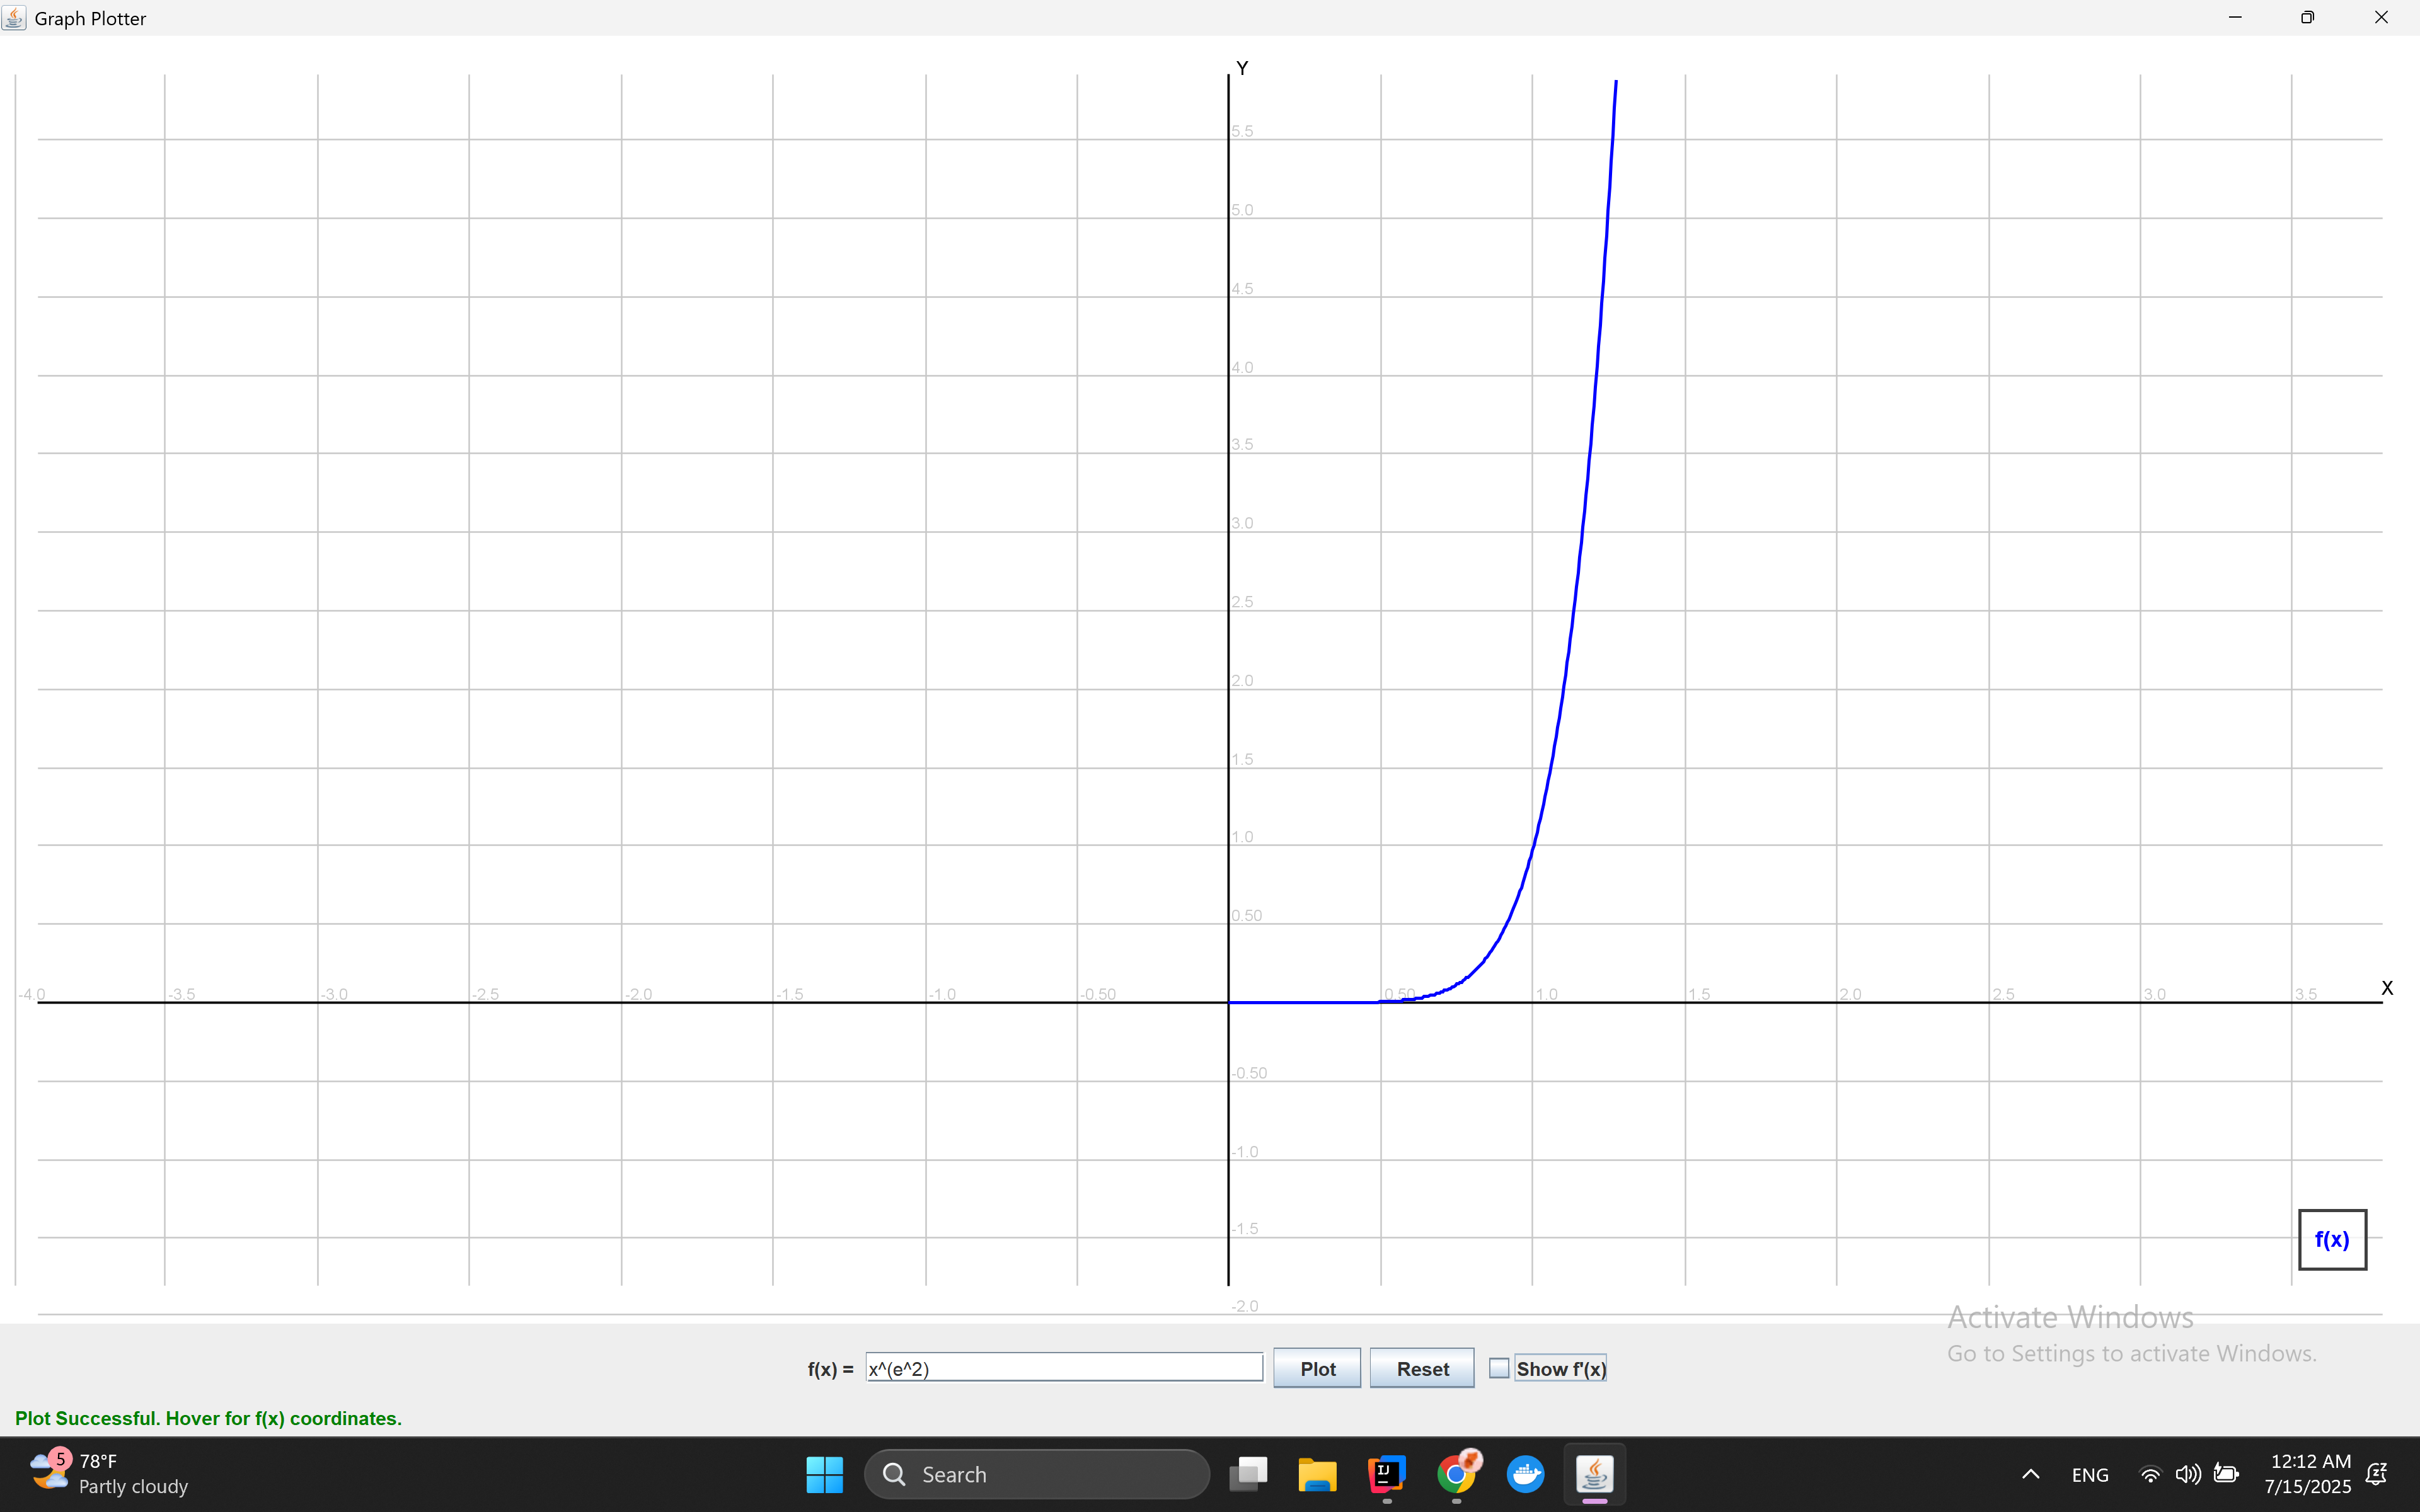 Graph Plotter
Y
5.5
5.0
4.5
4.0
3.5
3.0
2.5
2.0
1.5
1.0
0.50
-4.0 -3.5 -3.0 -2.5 -2.0 -1.5 -1.0 -0.50 0.50 1.0 1.5 2.0 2.5 3.0 3.5 X
-0.50
-1.0
-1.5
f(x)
-2.0
Activate Windows
Go to Settings to activate Windows.
f(x) = x^(e^2) Plot Reset Show f'(x)
Plot Successful. Hover for f(x) coordinates.
5 78°F
Partly cloudy
Search
IJ
ENG
12:12 AM
7/15/2025